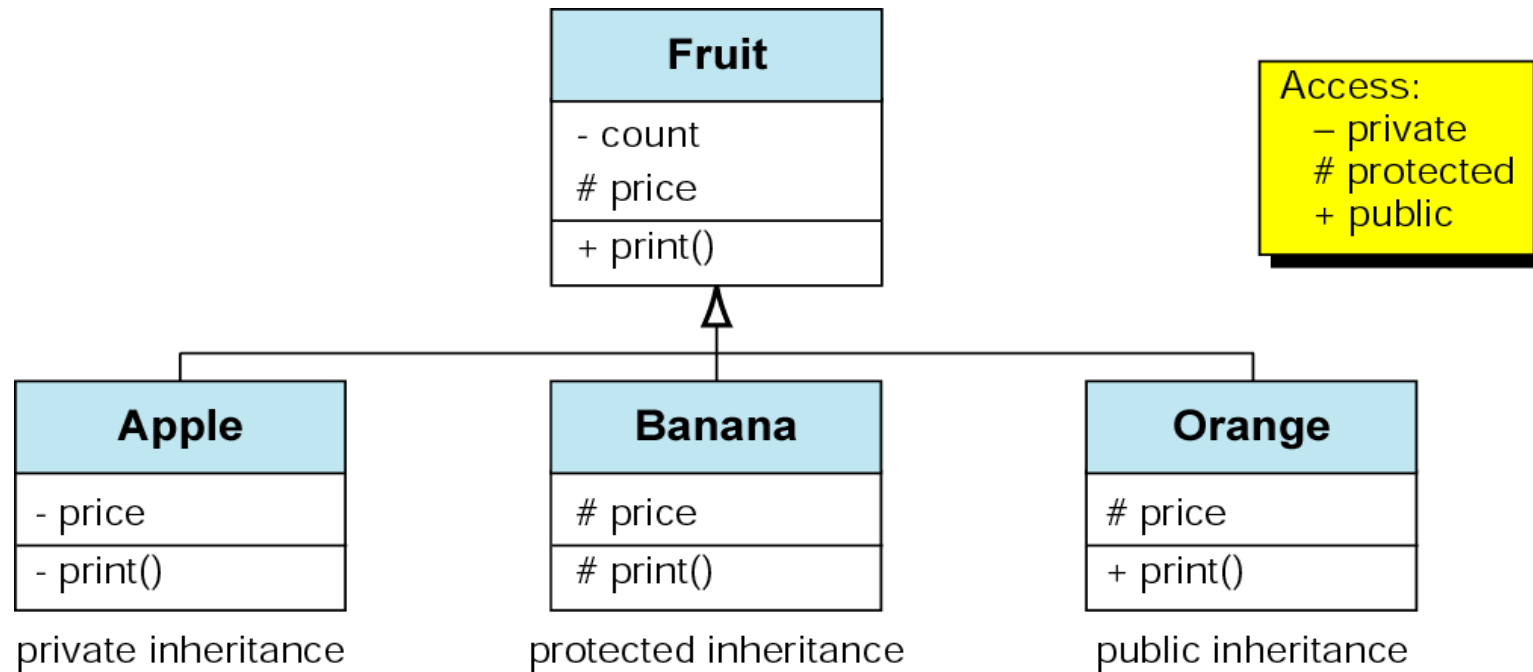 Fruit
- count
# price
+ print()
Access:
– private
# protected
+ public
Apple
- price
- print()
private inheritance
Banana
# price
# print()
protected inheritance
Orange
# price
+ print()
public inheritance